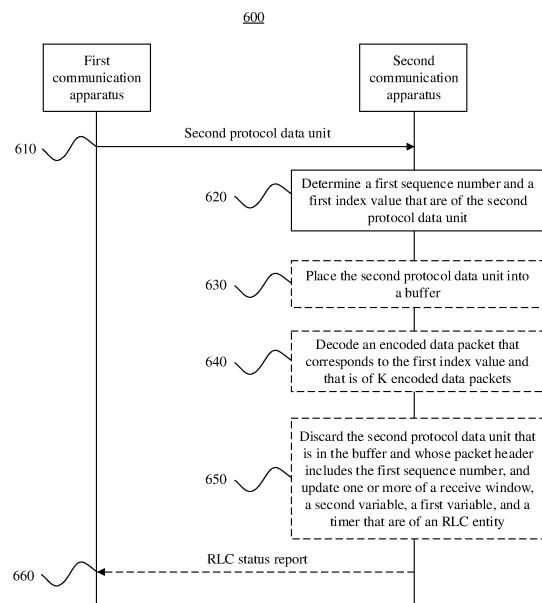 600
First
communication
apparatus
Second
communication
apparatus
Second protocol data unit
610
Determine a first sequence number and a
first index value that are of the second
protocol data unit
620
Place the second protocol data unit into
a buffer
630
Decode an encoded data packet that
corresponds to the first index value and
that is of K encoded data packets
640
Discard the second protocol data unit that
is in the buffer and whose packet header
includes the first sequence number, and
update one or more of a receive window,
a second variable, a first variable, and a
timer that are of an RLC entity
650
RLC status report
660